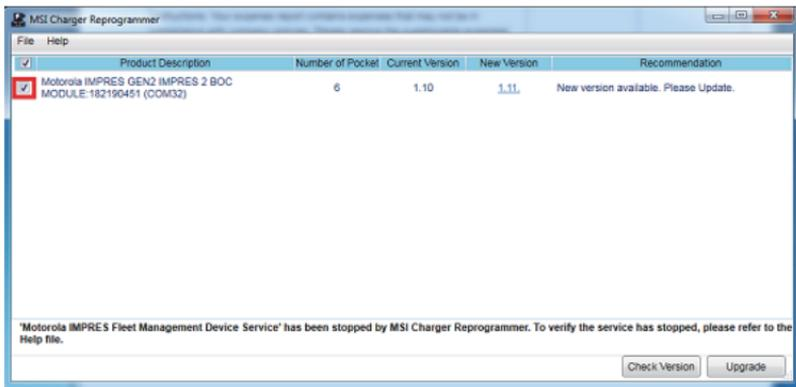 MSI Charger Reprogrammer
File Help
Product Description Number of Pocket Current Version New Version Recommendation
Motorola IMPRES GEN2 IMPRES 2 BOC
MODULE:182190451 (COM32) 6 1.10 1.11. New version available. Please Update.
'Motorola IMPRES Fleet Management Device Service' has been stopped by MSI Charger Reprogrammer. To verify the service has stopped, please refer to the
Help file.
Check Version Upgrade